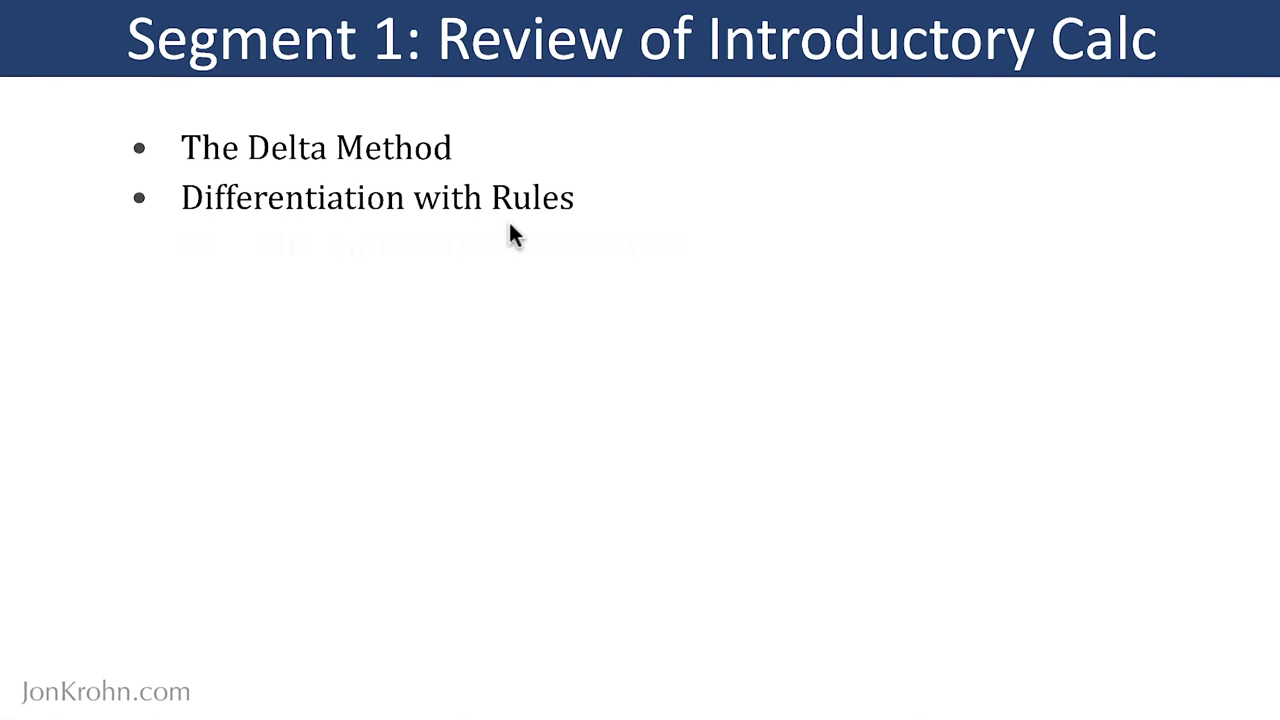 Segment 1: Review of Introductory Calc
• The Delta Method
• Differentiation with Rules
JonKrohn.com